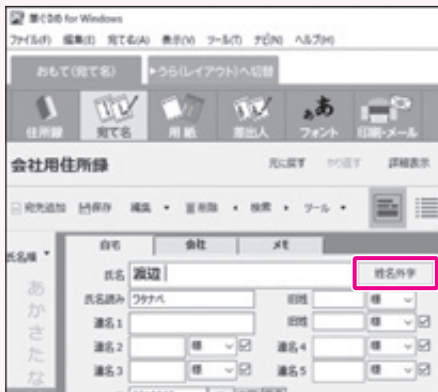 筆ぐるめ for Windows
ファイル(F) 編集(E) 宛て名(A) 表示(V) ツール(T) ナビ(N) ヘルプ(H)
おもて(宛て名) ▶うら(レイアウト)へ切替
住所録 宛て名 用紙 差出人 フォント 印刷・メール
会社用住所録 元に戻す やり直す 詳細表示
宛先追加 保存 編集 削除 検索 ツール
自宅 会社 メモ
氏名順
氏名 渡辺 姓名外字
氏名読み ワタナベ 旧姓 様
連名1 旧姓 様
連名2 様 連名4 様
連名3 様 連名5 様
あ
か
さ
た
な